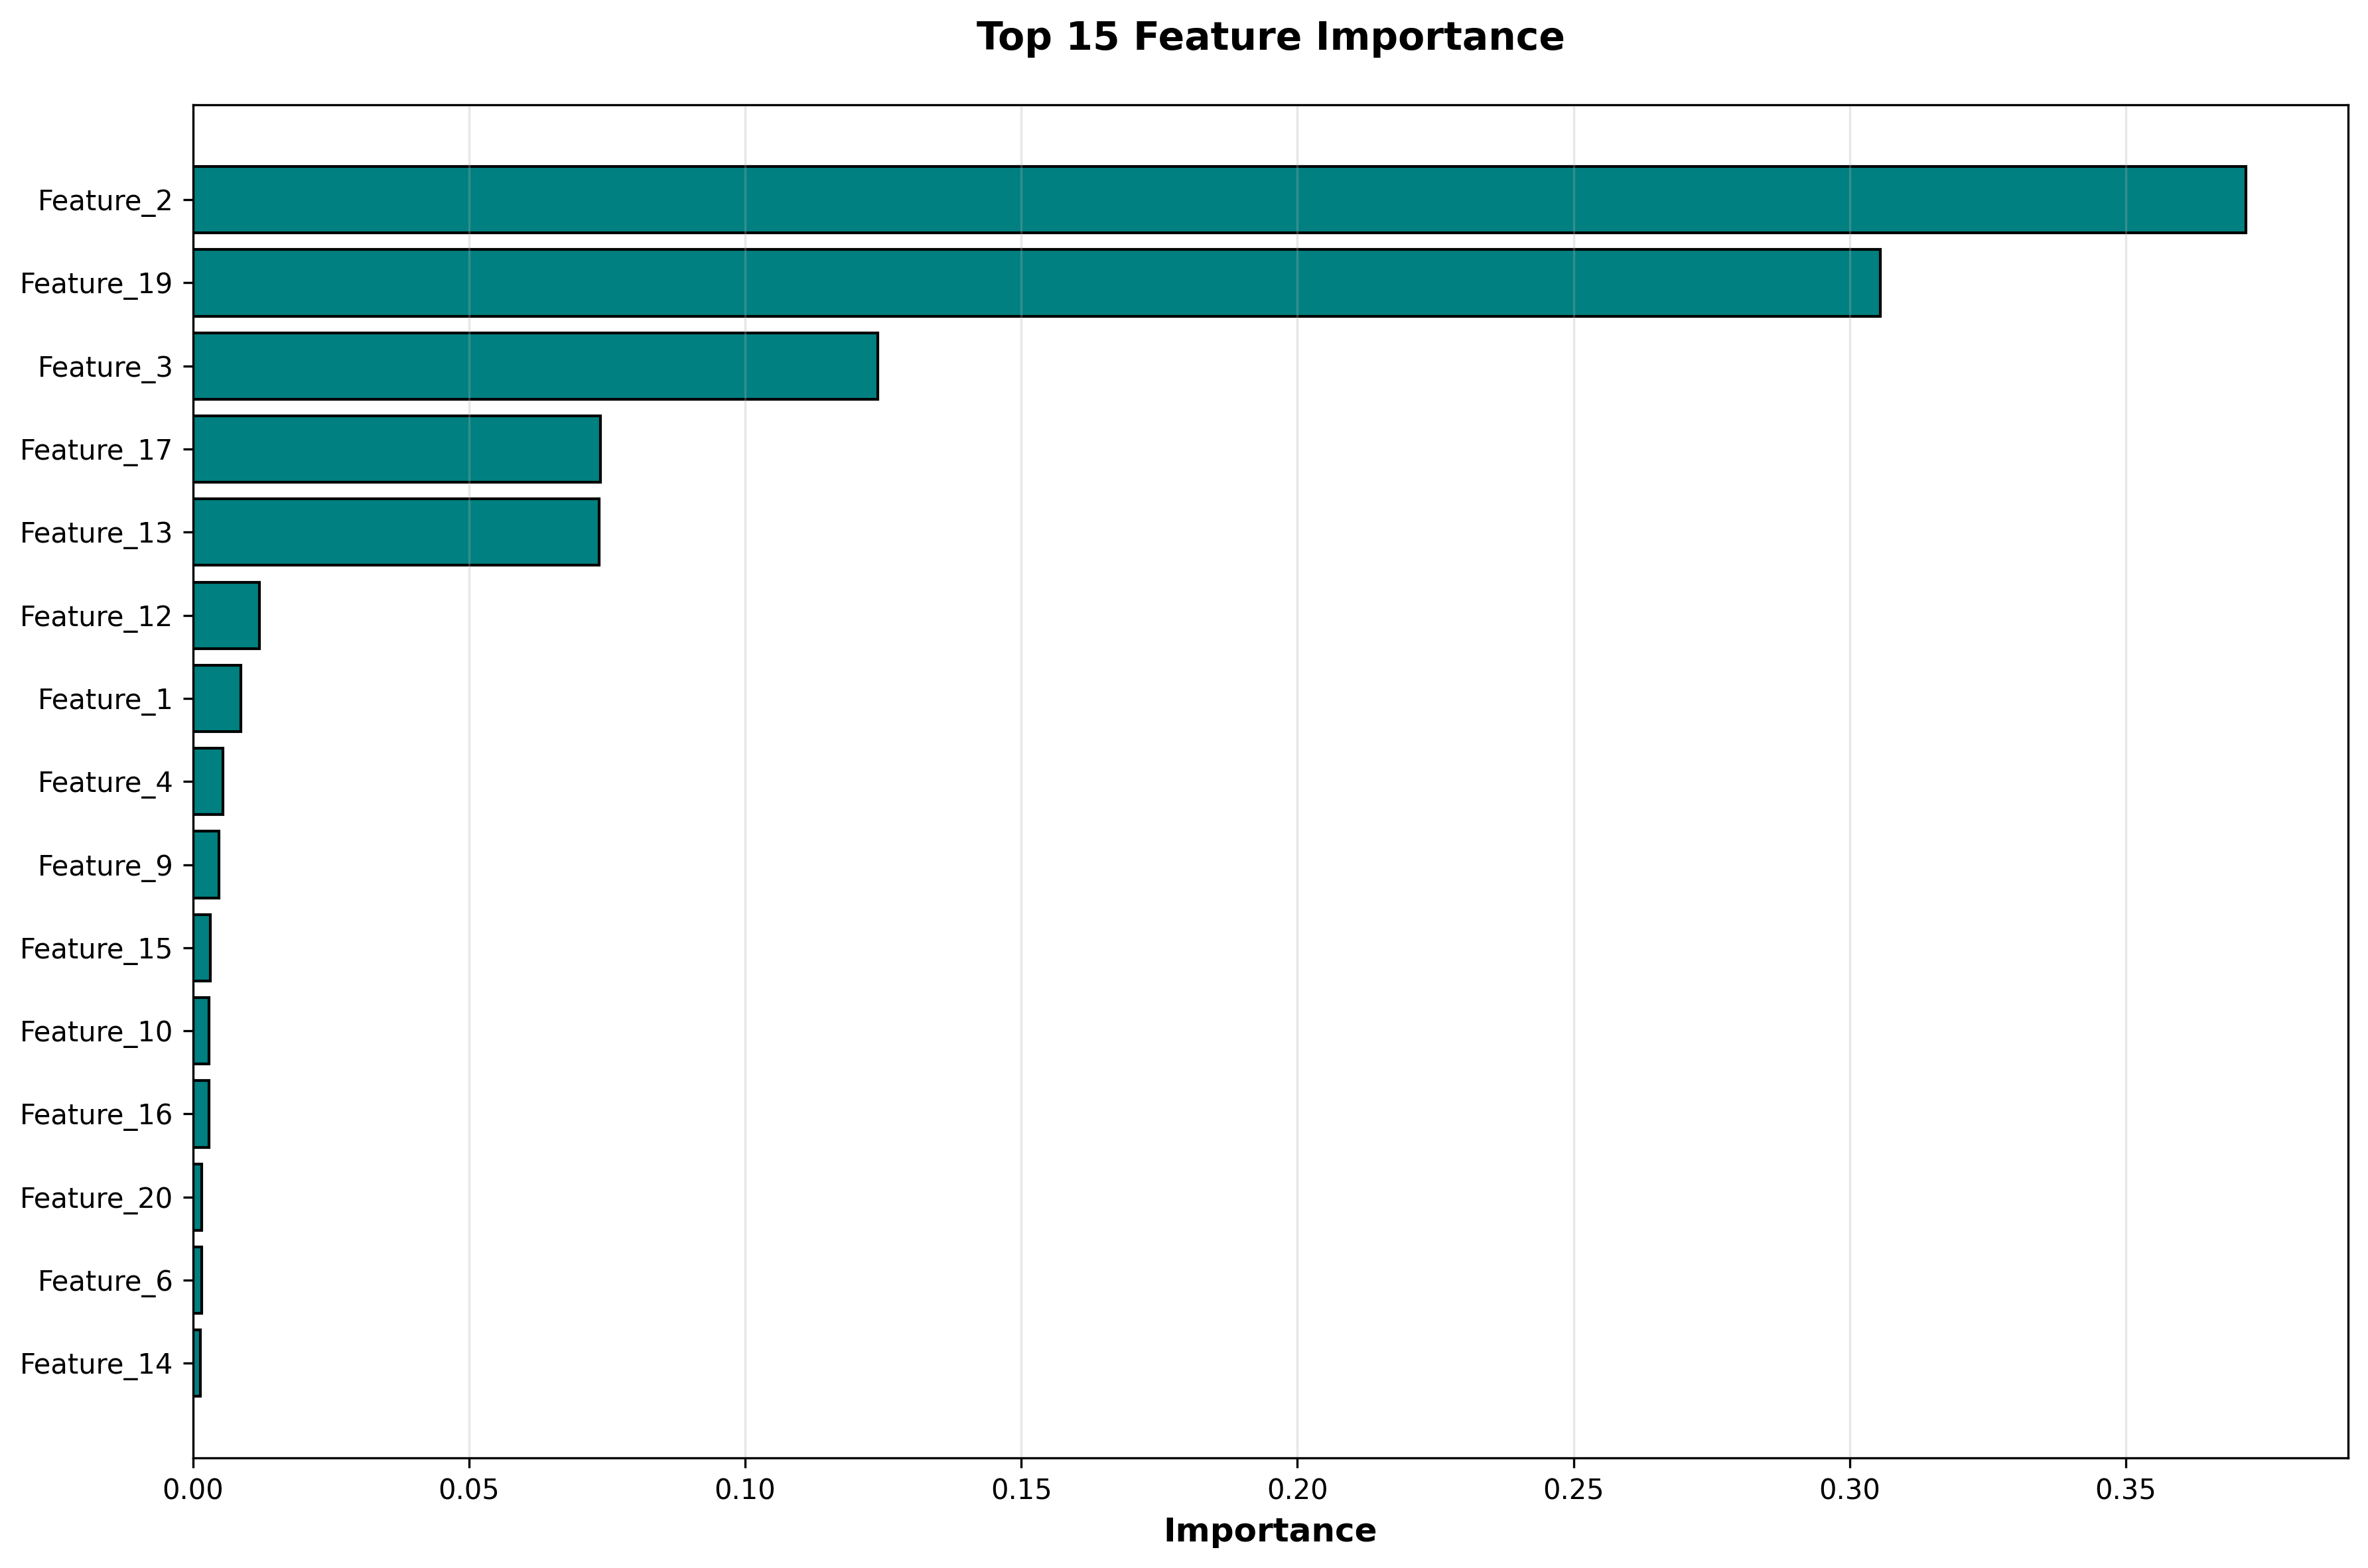 Top 15 Feature Importance
Feature_2
Feature_19
Feature_3
Feature_17
Feature_13
Feature_12
Feature_1
Feature_4
Feature_9
Feature_15
Feature_10
Feature_16
Feature_20
Feature_6
Feature_14
0.00 0.05 0.10 0.15 0.20 0.25 0.30 0.35
Importance